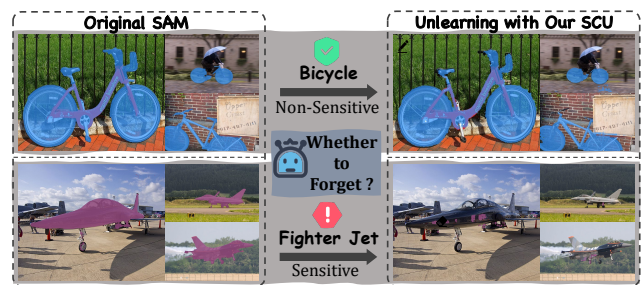 Original SAM
Unlearning with Our SCU
Bicycle
Non-Sensitive
Whether
to
Forget ?
!
Fighter Jet
Sensitive